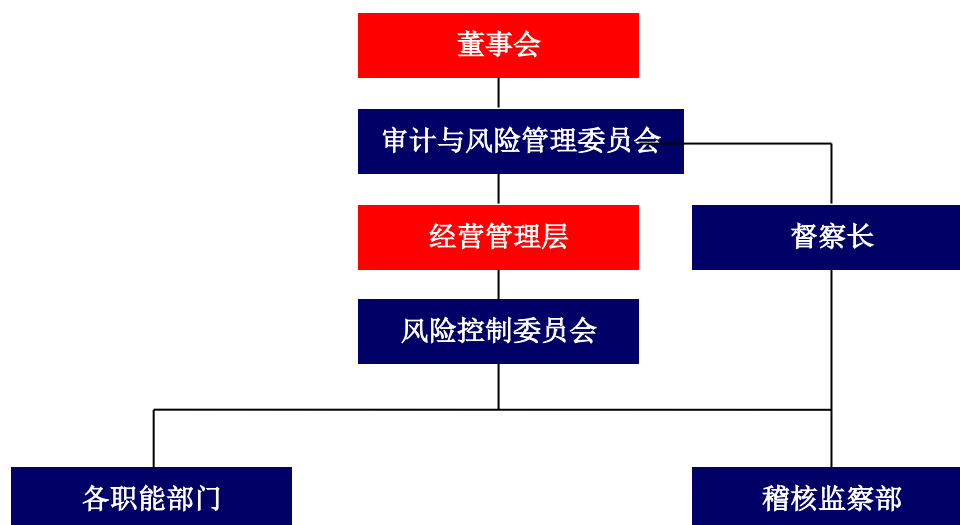 董事会
审计与风险管理委员会
经营管理层
督察长
风险控制委员会
各职能部门
稽核监察部